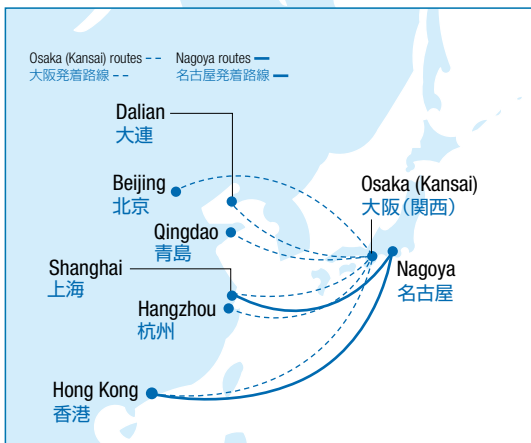 Osaka (Kansai) routes
大阪発着路線
Nagoya routes
名古屋発着路線
Dalian
大連
Beijing
北京
Osaka (Kansai)
大阪（関西）
Qingdao
青島
Shanghai
上海
Nagoya
名古屋
Hangzhou
杭州
Hong Kong
香港